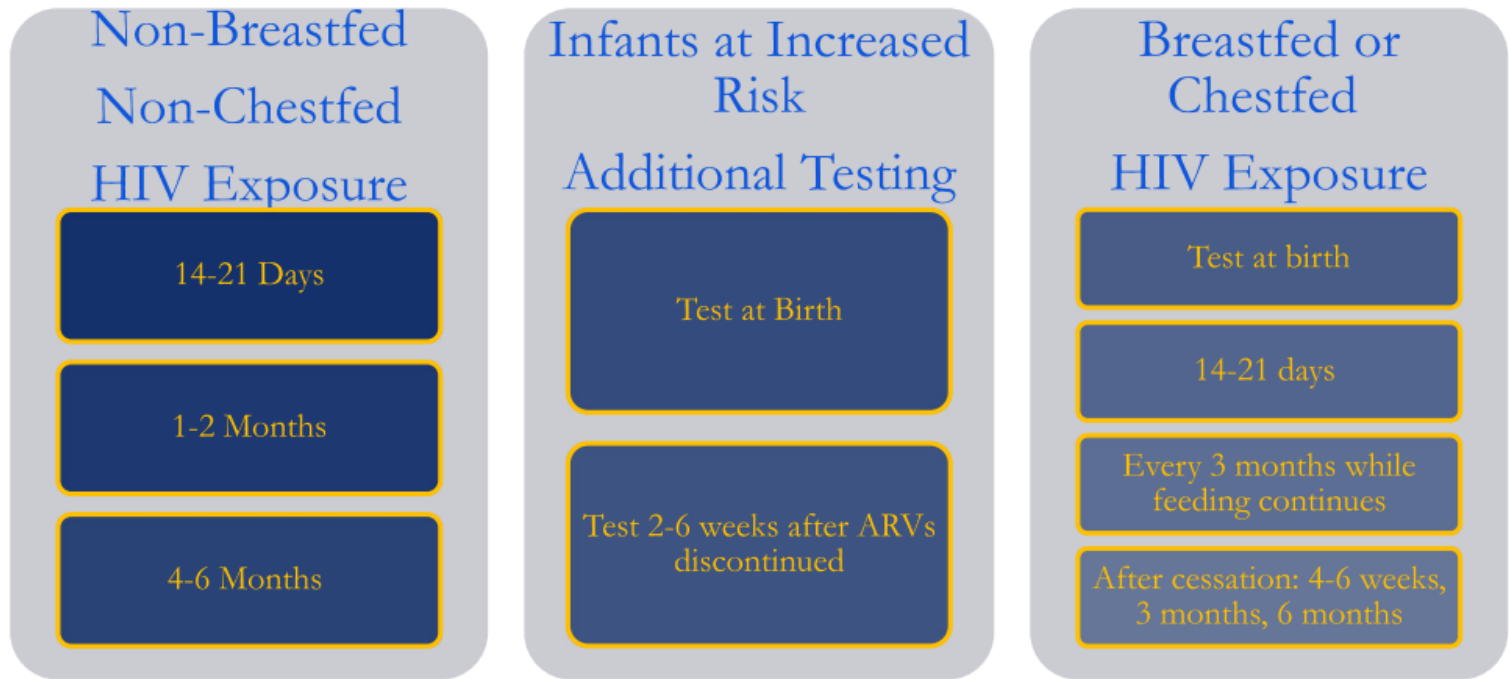 Non-Breastfed
Non-Chestfed
HIV Exposure
14-21 Days
1-2 Months
4-6 Months
Infants at Increased
Risk
Additional Testing
Test at Birth
Test 2-6 weeks after ARVs
discontinued
Breastfed or
Chestfed
HIV Exposure
Test at birth
14-21 days
Every 3 months while
feeding continues
After cessation: 4-6 weeks,
3 months, 6 months